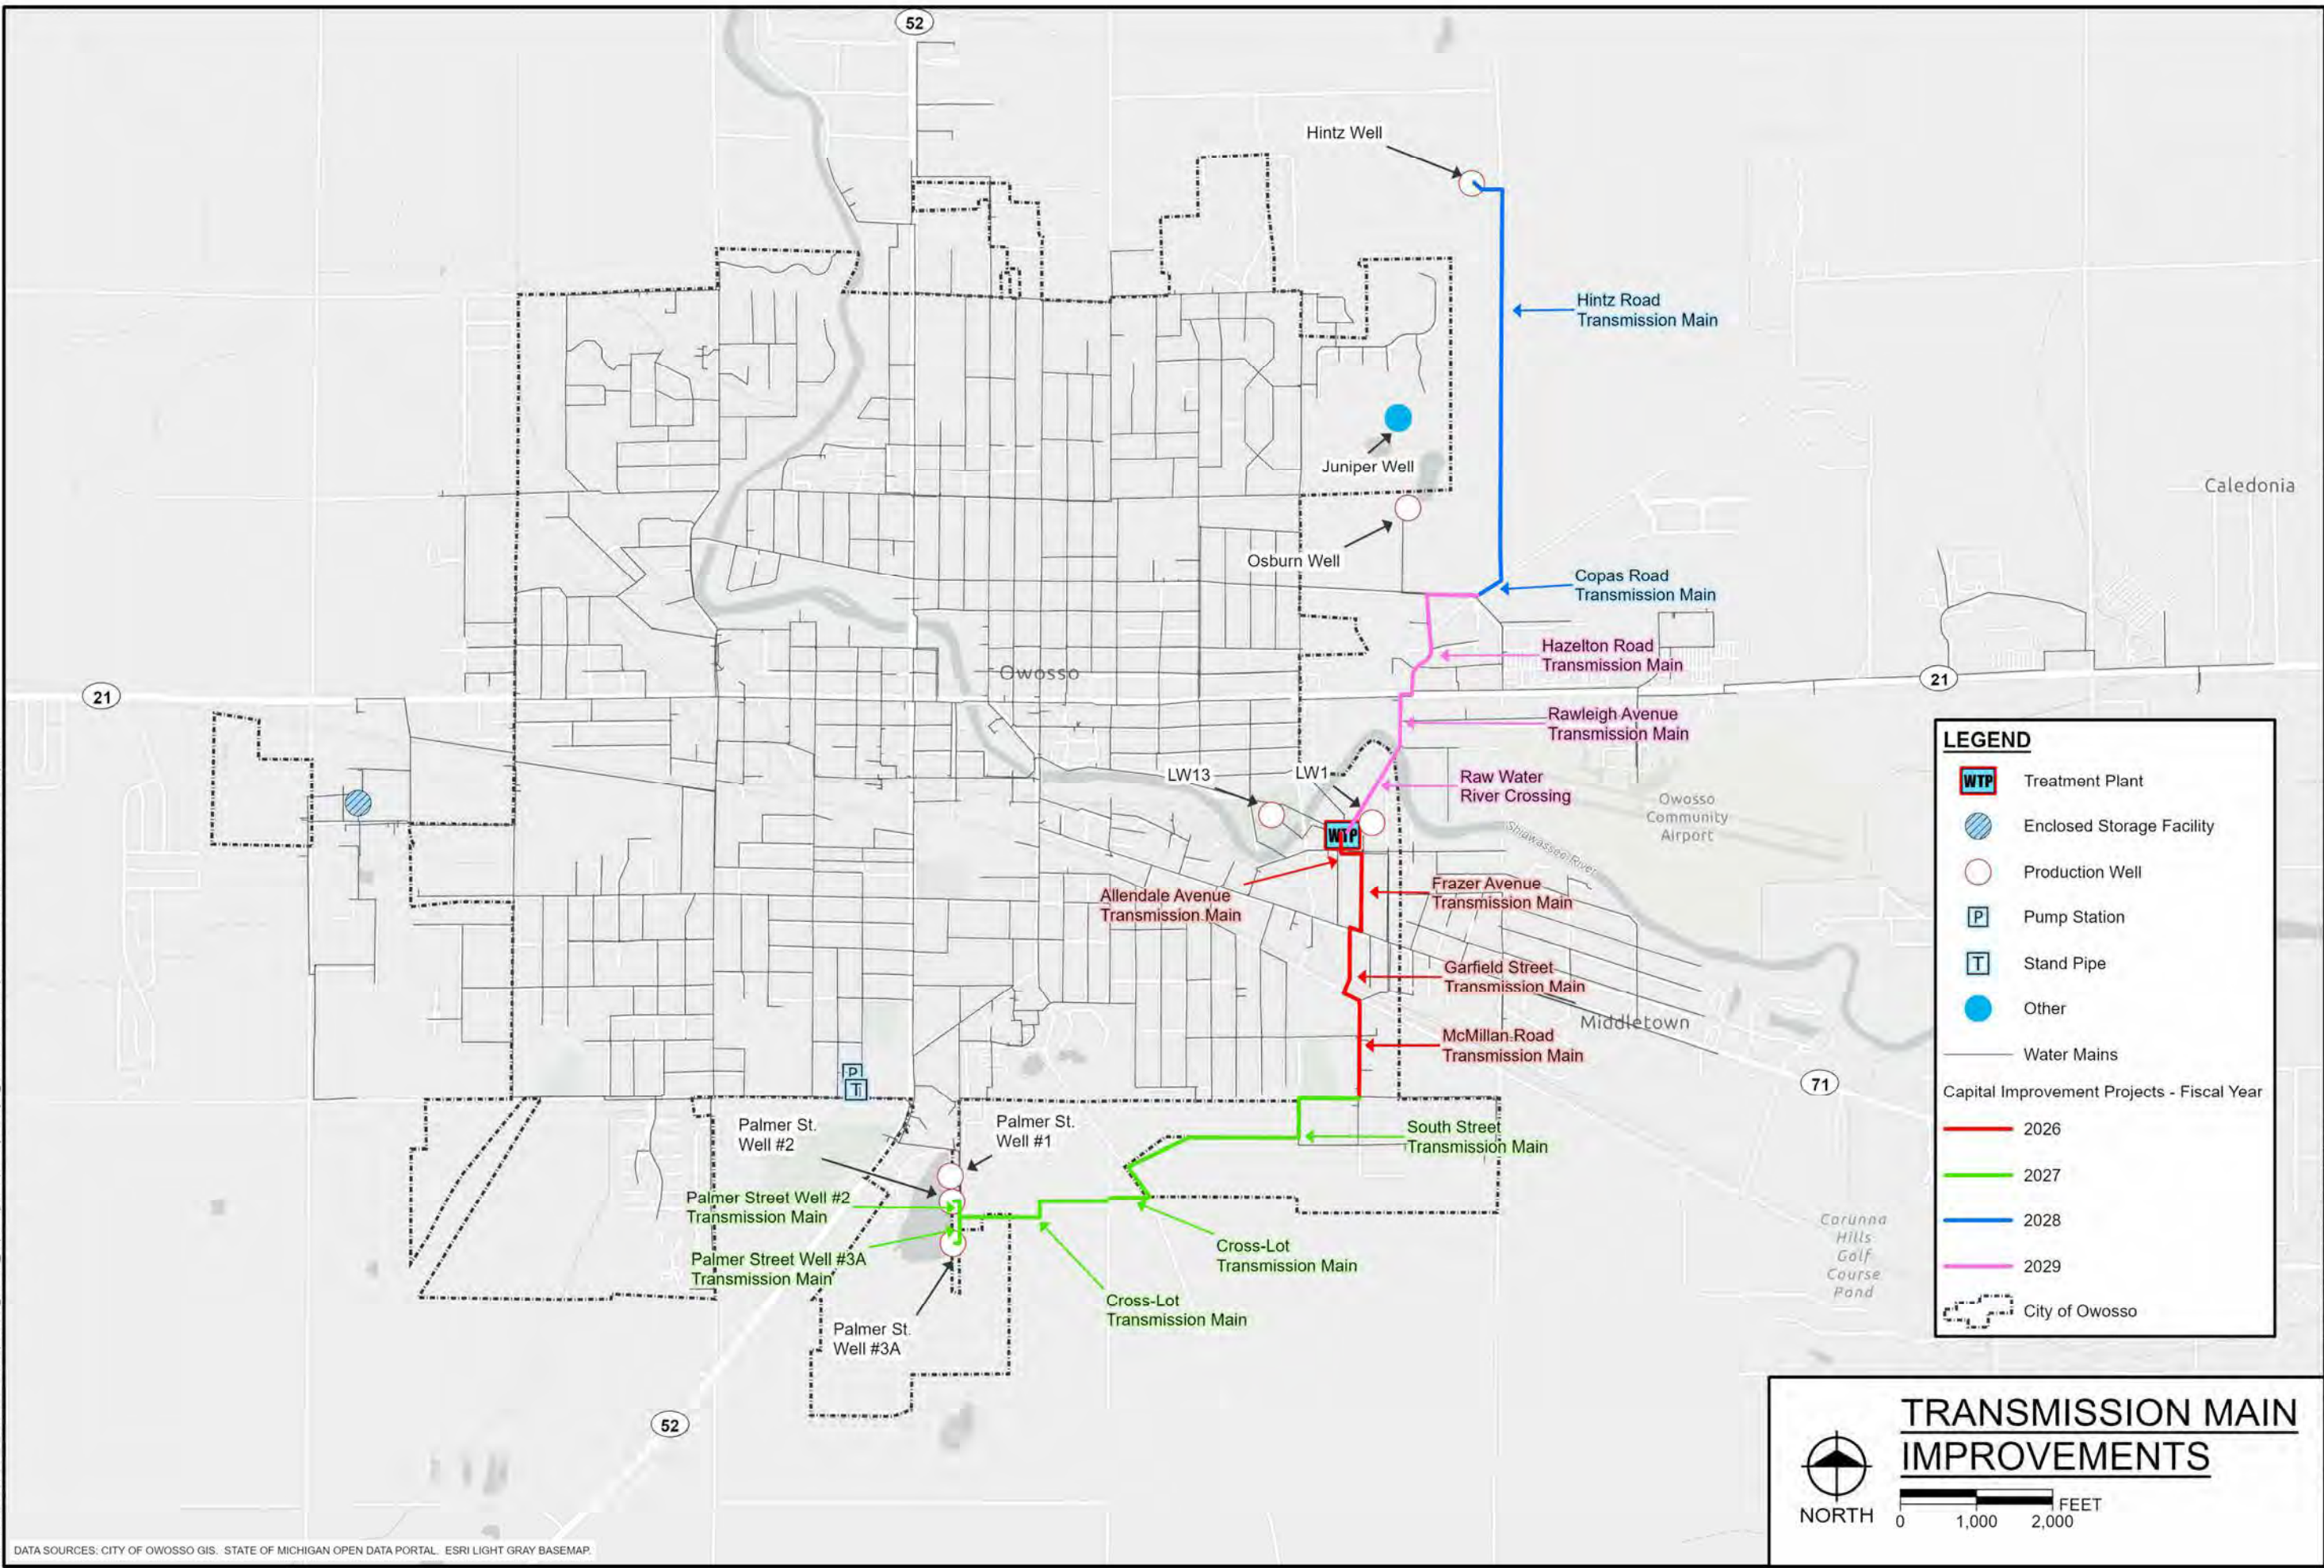 52
Hintz Well
Hintz Road
Transmission Main
Juniper Well
Caledonia
Osburn Well
Copas Road
Transmission Main
Hazelton Road
Transmission Main
Owosso
21
21
Rawleigh Avenue
Transmission Main
LW13
LW1
Raw Water
River Crossing
Owosso
Community
Airport
WTP
Shiawassee River
Allendale Avenue
Transmission Main
Frazer Avenue
Transmission Main
Garfield Street
Transmission Main
Middletown
McMillan Road
Transmission Main
71
P
T
Palmer St.
Well #2
Palmer St.
Well #1
South Street
Transmission Main
Palmer Street Well #2
Transmission Main
Palmer Street Well #3A
Transmission Main
Cross-Lot
Transmission Main
Cross-Lot
Transmission Main
Palmer St.
Well #3A
Corunna
Hills
Golf
Course
Pond
52
LEGEND
WTP Treatment Plant
Enclosed Storage Facility
Production Well
P Pump Station
T Stand Pipe
Other
Water Mains
Capital Improvement Projects - Fiscal Year
2026
2027
2028
2029
City of Owosso
TRANSMISSION MAIN
IMPROVEMENTS
NORTH
FEET
0 1,000 2,000
DATA SOURCES: CITY OF OWOSSO GIS. STATE OF MICHIGAN OPEN DATA PORTAL. ESRI LIGHT GRAY BASEMAP.